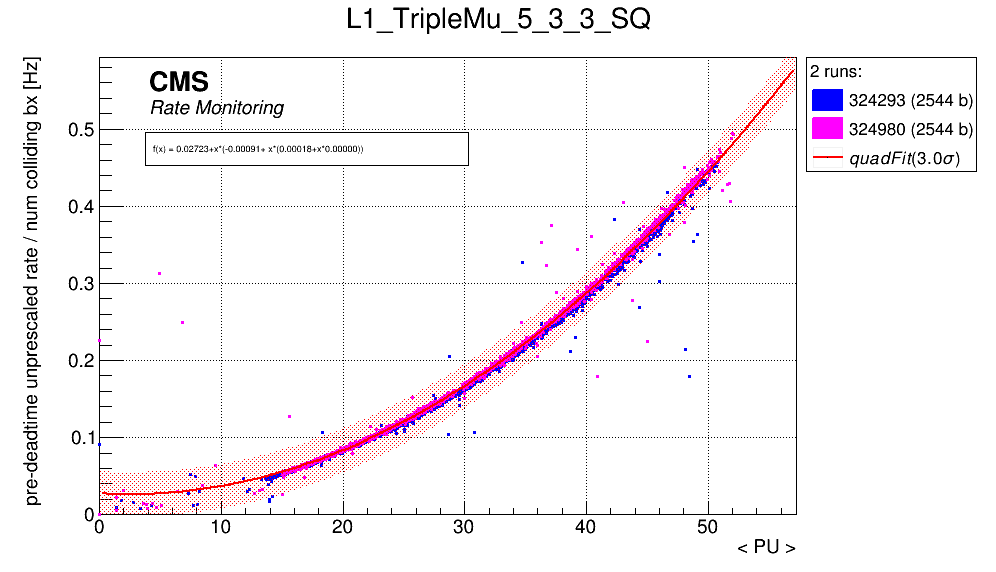 L1_TripleMu_5_3_3_SQ
pre-deadtime unprescaled rate / num colliding bx [Hz]
CMS
Rate Monitoring
f(x) = 0.02723+x*(-0.00091+ x*(0.00018+x*0.00000))
2 runs:
324293 (2544 b)
324980 (2544 b)
quadFit(3.0σ)
0.5
0.4
0.3
0.2
0.1
0
0 10 20 30 40 50
< PU >